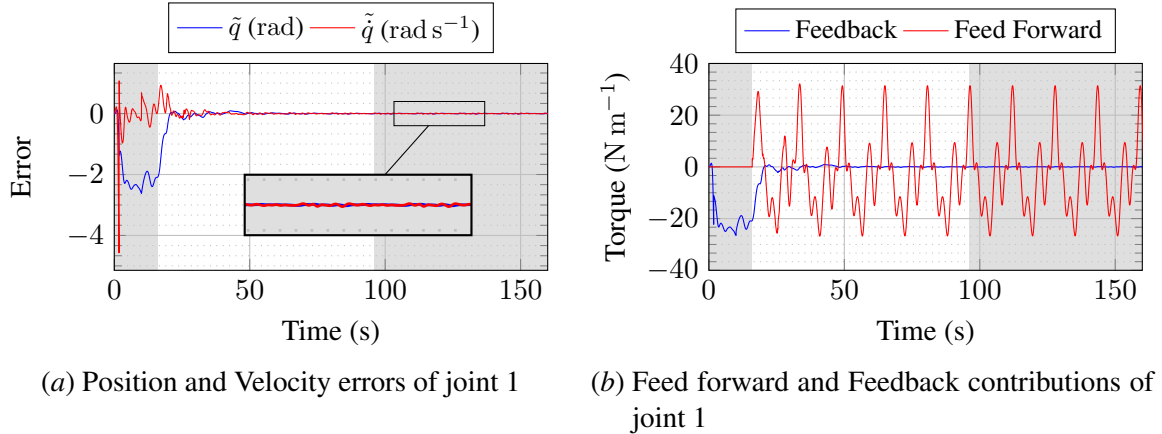 q̃ (rad) q̇̃ (rad s⁻¹)
0
−2
−4
Error
0 50 100 150
Time (s)
(a) Position and Velocity errors of joint 1
Feedback Feed Forward
40
20
0
−20
−40
Torque (N m⁻¹)
0 50 100 150
Time (s)
(b) Feed forward and Feedback contributions of
joint 1